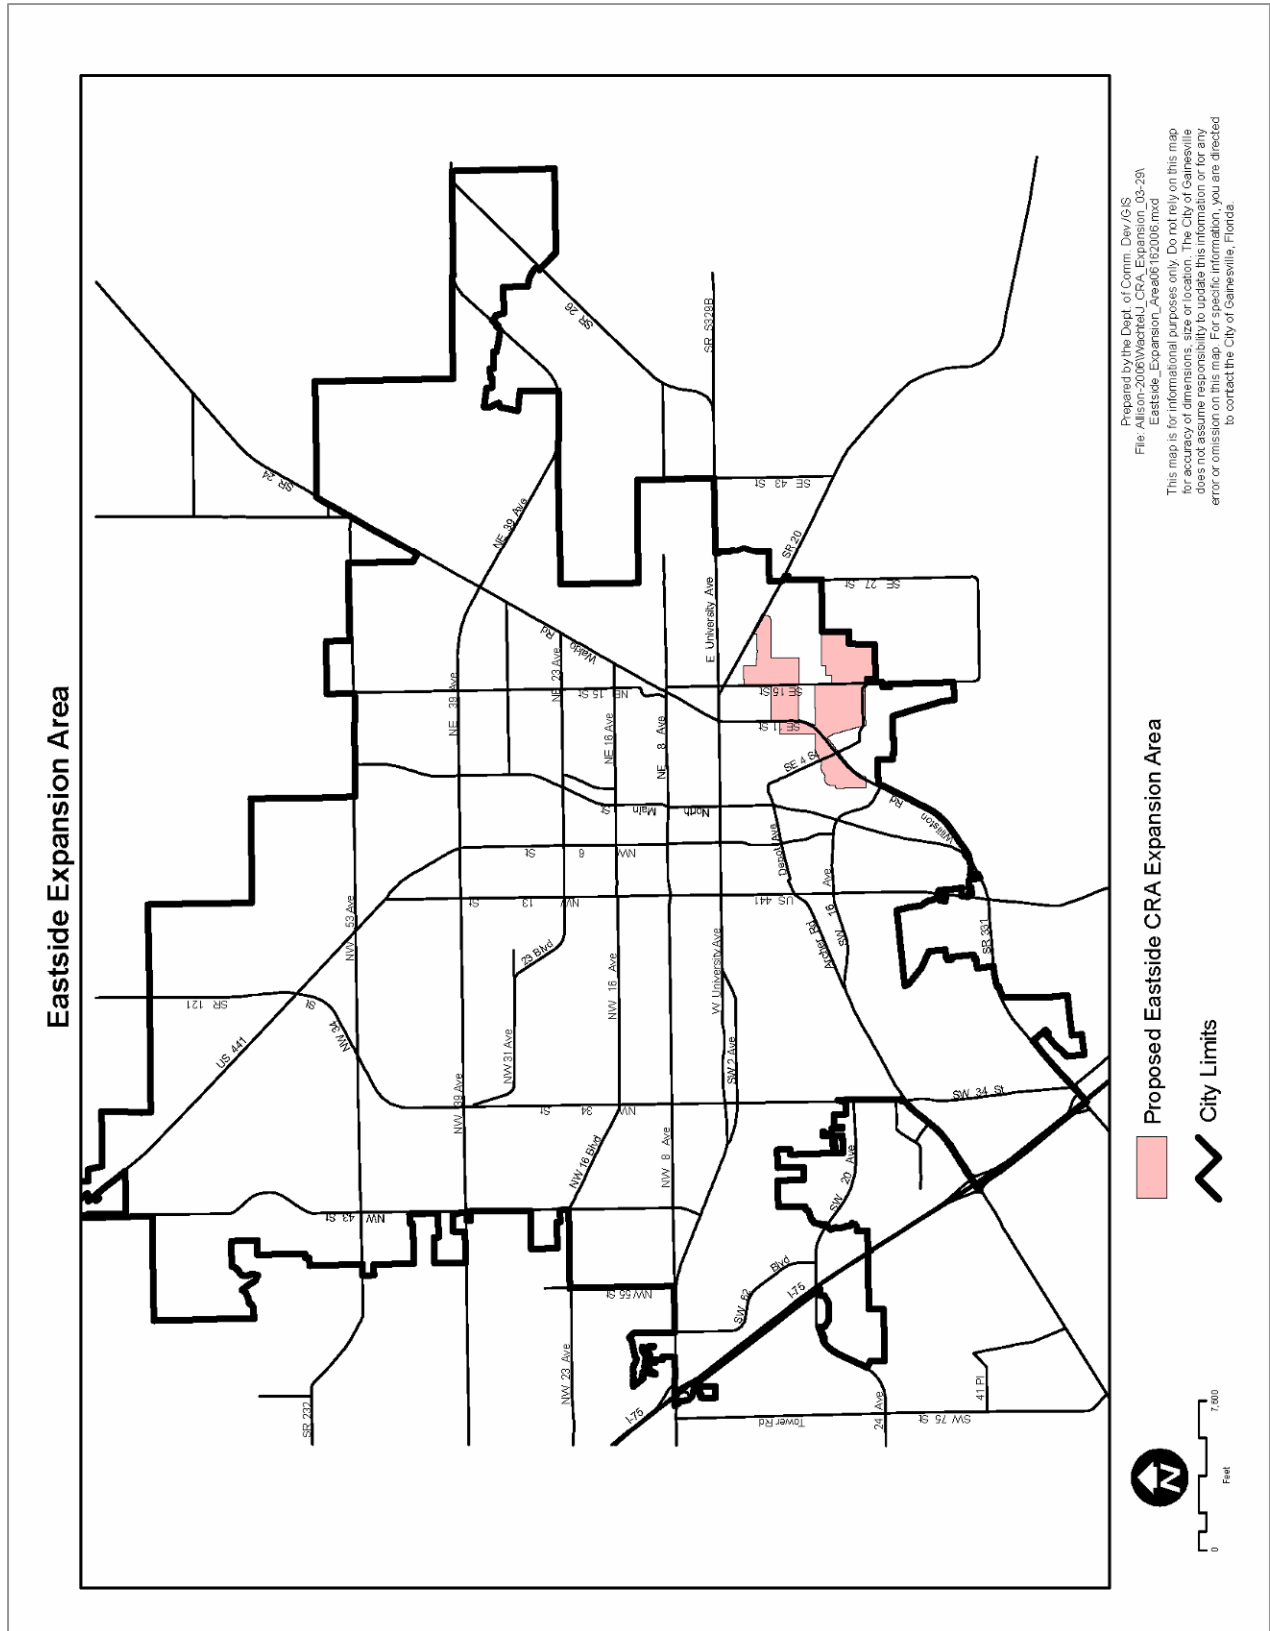 Eastside Expansion Area
SR 24
SR 26
SR S329B
NE 39 Ave
SE 43 St
SR 20
SE 27 St
E University Ave
Waldo Rd
NE 23 Ave
NE 15 St
NE 16 Ave
NE 39 Ave
NE 8 Ave
SE 15 St
SE 11 St
SE 4 St
North Main St
Williston Rd
Depot Ave
NW 6 St
NW 13 St
US 441
SW 16 Ave
Archer Rd
SR 331
NW 53 Ave
23 Blvd
NW 16 Ave
W University Ave
SR 121
NW 34 St
US 441
NW 31 Ave
SW 2 Ave
NW 39 Ave
NW 34 St
SW 34 St
NW 16 Blvd
NW 8 Ave
SW 20 Ave
NW 43 St
SW 62 Blvd
I-75
NW 55 St
NW 23 Ave
SR 232
I-75
Tower Rd
24 Ave
SW 75 St
41 Pl
Proposed Eastside CRA Expansion Area
City Limits
N
0 7,600
Feet
Prepared by the Dept. of Comm. Dev./GIS
File: Allison-2006\WachtelJ_CRA_Expansion_03-29\
Eastside_Expansion_Area06162006.mxd
This map is for informational purposes only. Do not rely on this map
for accuracy of dimensions, size or location. The City of Gainesville
does not assume responsibility to update this information or for any
error or omission on this map. For specific information, you are directed
to contact the City of Gainesville, Florida.